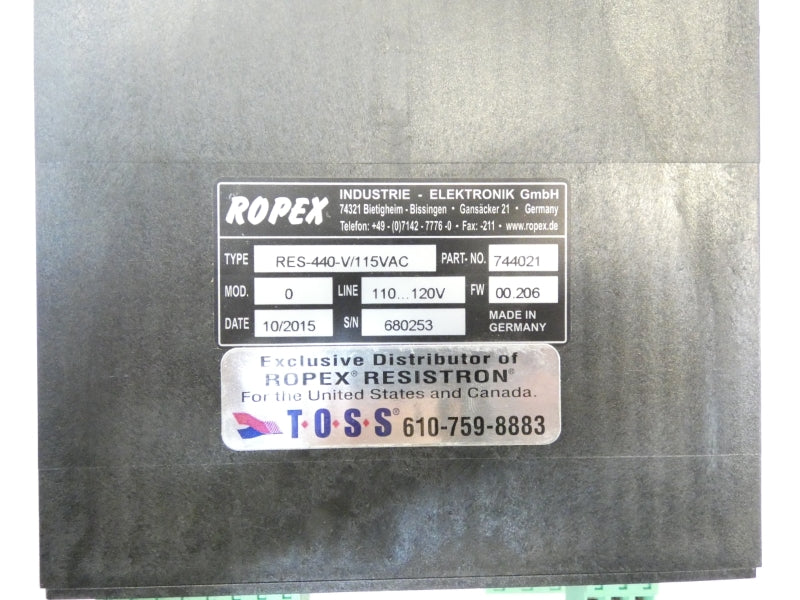 ROPEX
INDUSTRIE - ELEKTRONIK GmbH
74321 Bietigheim - Bissingen • Gansäcker 21 • Germany
Telefon: +49 - (0)7142 - 7776 -0 • Fax: -211 • www.ropex.de
TYPE RES-440-V/115VAC PART- NO. 744021
MOD. 0 LINE 110...120V FW 00.206
DATE 10/2015 S/N 680253 MADE IN
GERMANY
Exclusive Distributor of
ROPEX® RESISTRON®
For the United States and Canada.
T•O•S•S® 610-759-8883